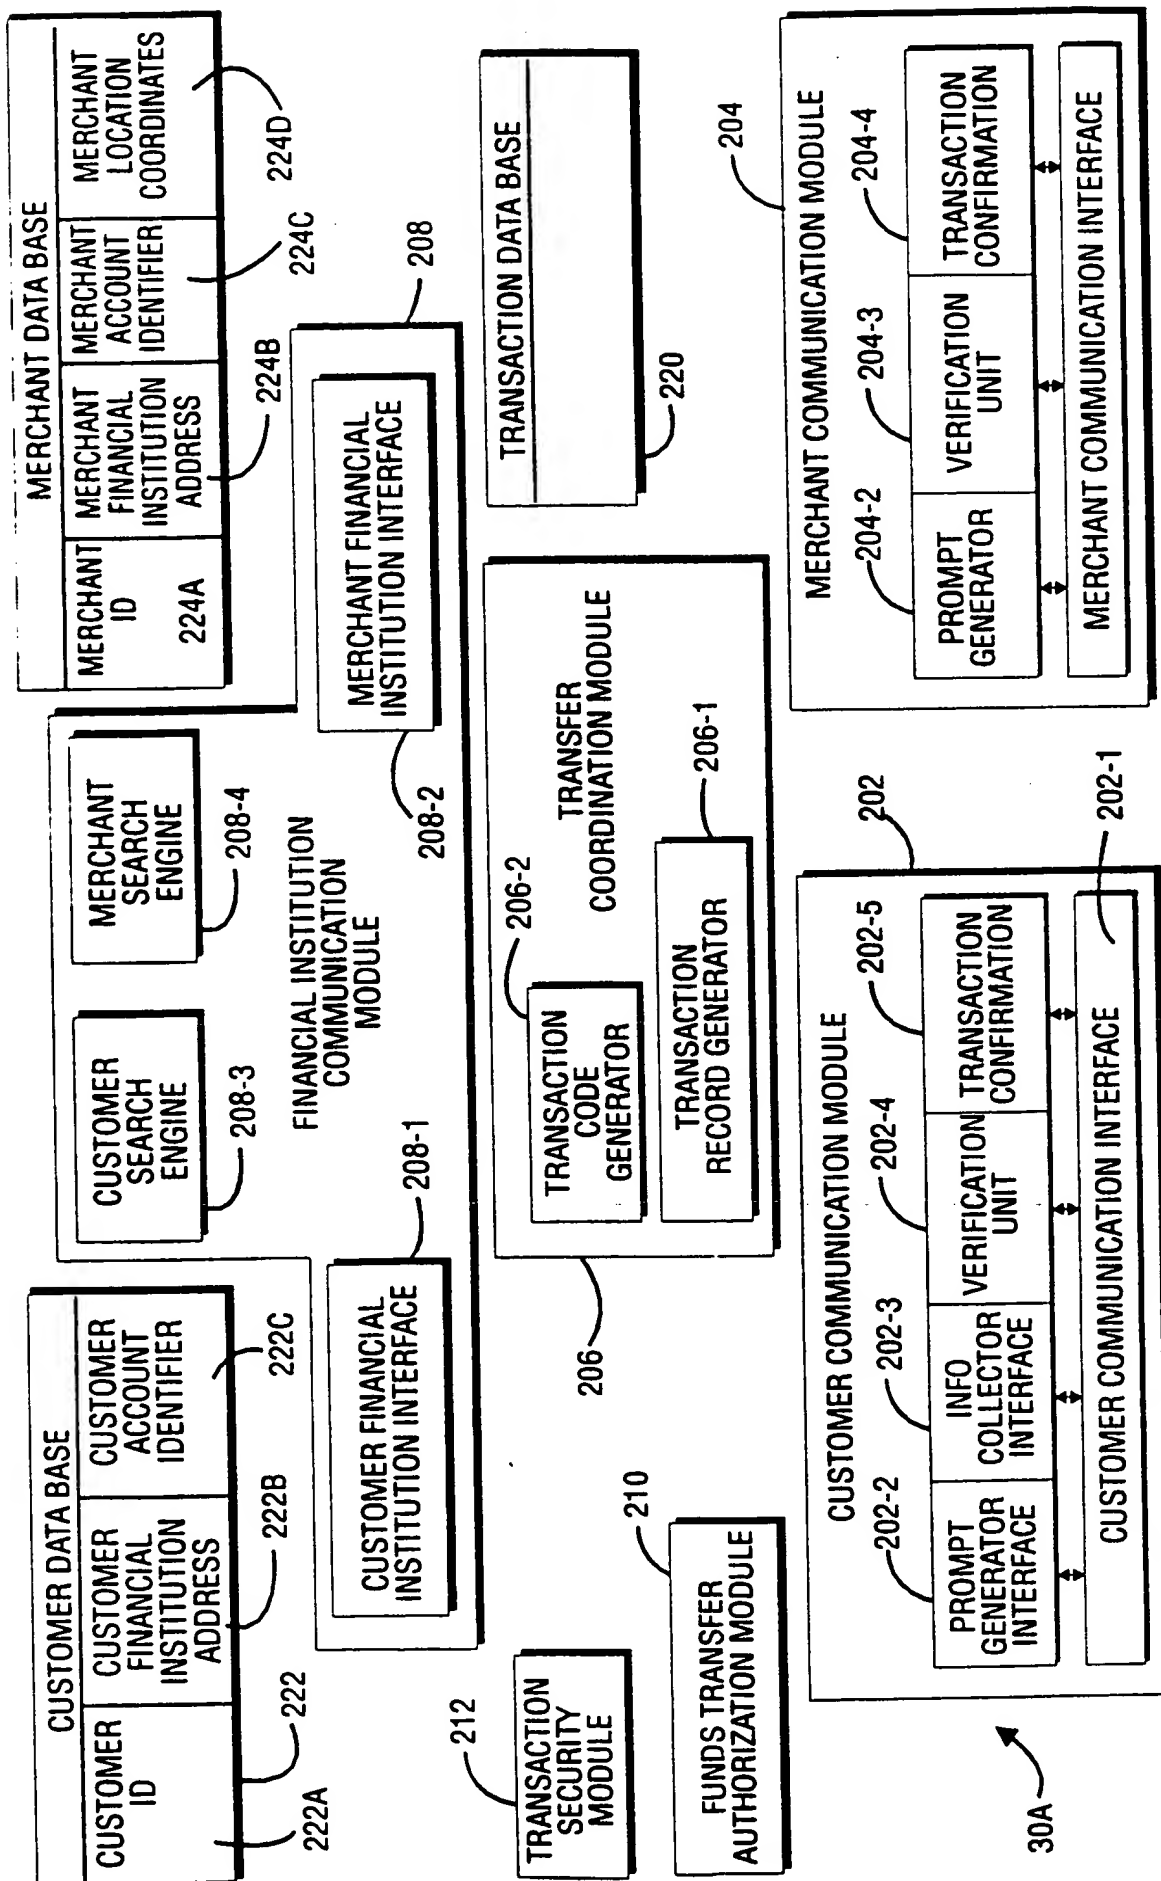 CUSTOMER DATA BASE
CUSTOMER
ID
CUSTOMER
FINANCIAL
INSTITUTION
ADDRESS
CUSTOMER
ACCOUNT
IDENTIFIER
222A
222
222B
222C
MERCHANT DATA BASE
MERCHANT
ID
224A
MERCHANT
FINANCIAL
INSTITUTION
ADDRESS
MERCHANT
ACCOUNT
IDENTIFIER
MERCHANT
LOCATION
COORDINATES
224B
224C
224D
CUSTOMER
SEARCH
ENGINE
208-3
MERCHANT
SEARCH
ENGINE
208-4
FINANCIAL INSTITUTION
COMMUNICATION
MODULE
208
CUSTOMER FINANCIAL
INSTITUTION INTERFACE
208-1
MERCHANT FINANCIAL
INSTITUTION INTERFACE
208-2
212
TRANSACTION
SECURITY
MODULE
210
FUNDS TRANSFER
AUTHORIZATION MODULE
206
TRANSACTION
CODE
GENERATOR
206-2
TRANSFER
COORDINATION MODULE
TRANSACTION
RECORD GENERATOR
206-1
TRANSACTION DATA BASE
220
CUSTOMER COMMUNICATION MODULE
202
202-2
202-3
202-4
202-5
PROMPT
GENERATOR
INTERFACE
INFO
COLLECTOR
INTERFACE
VERIFICATION
UNIT
TRANSACTION
CONFIRMATION
CUSTOMER COMMUNICATION INTERFACE
202-1
MERCHANT COMMUNICATION MODULE
204
204-2
204-3
204-4
PROMPT
GENERATOR
VERIFICATION
UNIT
TRANSACTION
CONFIRMATION
MERCHANT COMMUNICATION INTERFACE
30A